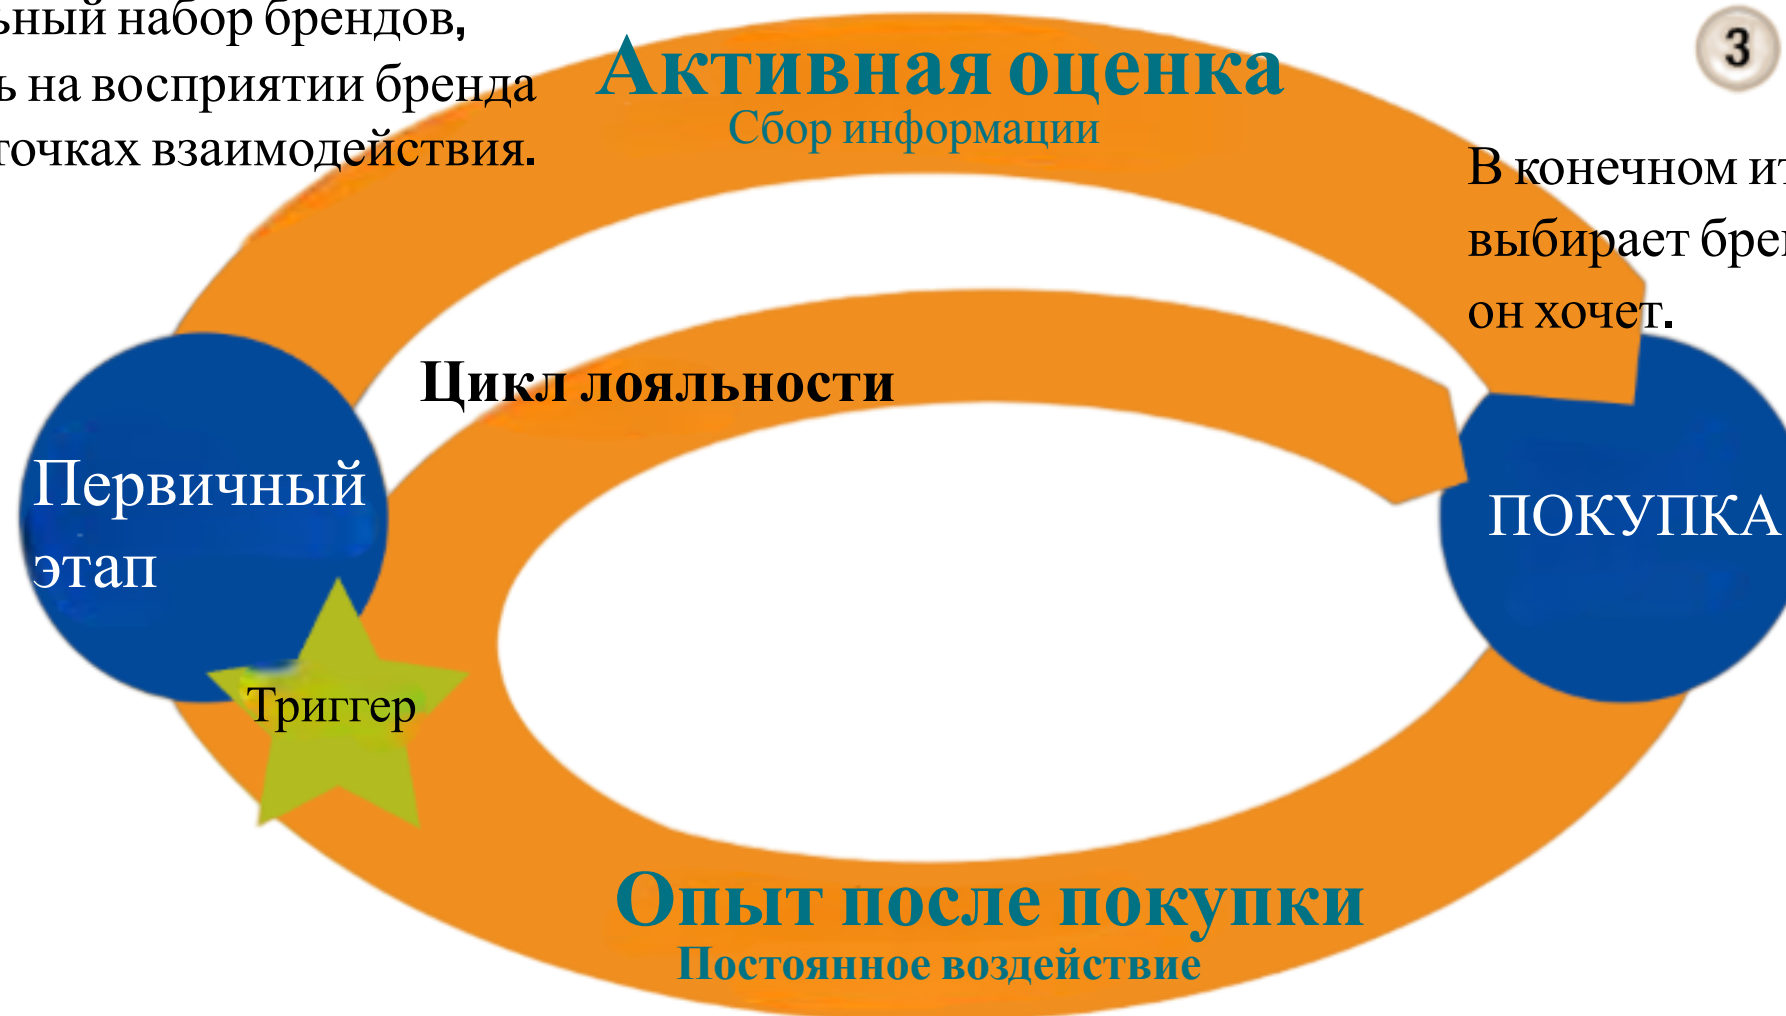 ьный набор брендов,
ь на восприятии бренда
точках взаимодействия.
Активная оценка
Сбор информации
3
В конечном ит
выбирает брен
он хочет.
Цикл лояльности
Первичный
этап
ПОКУПКА
Триггер
Опыт после покупки
Постоянное воздействие